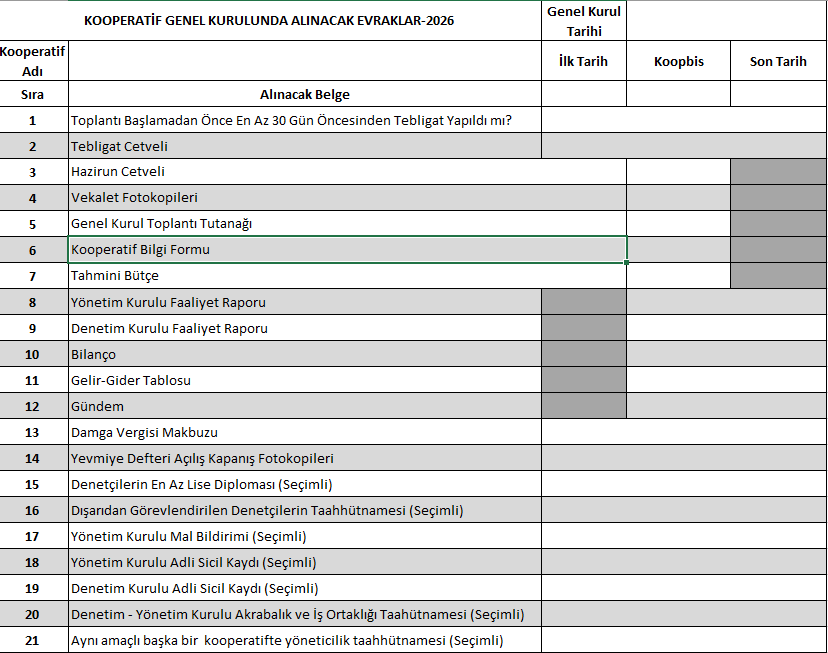 KOOPERATİF GENEL KURULUNDA ALINACAK EVRAKLAR-2026
Genel Kurul
Tarihi
Kooperatif
Adı
İlk Tarih
Koopbis
Son Tarih
Sıra
Alınacak Belge
1 Toplantı Başlamadan Önce En Az 30 Gün Öncesinden Tebligat Yapıldı mı?
2 Tebligat Cetveli
3 Hazirun Cetveli
4 Vekalet Fotokopileri
5 Genel Kurul Toplantı Tutanağı
6 Kooperatif Bilgi Formu
7 Tahmini Bütçe
8 Yönetim Kurulu Faaliyet Raporu
9 Denetim Kurulu Faaliyet Raporu
10 Bilanço
11 Gelir-Gider Tablosu
12 Gündem
13 Damga Vergisi Makbuzu
14 Yevmiye Defteri Açılış Kapanış Fotokopileri
15 Denetçilerin En Az Lise Diploması (Seçimli)
16 Dışarıdan Görevlendirilen Denetçilerin Taahhütnamesi (Seçimli)
17 Yönetim Kurulu Mal Bildirimi (Seçimli)
18 Yönetim Kurulu Adli Sicil Kaydı (Seçimli)
19 Denetim Kurulu Adli Sicil Kaydı (Seçimli)
20 Denetim - Yönetim Kurulu Akrabalık ve İş Ortaklığı Taahütnamesi (Seçimli)
21 Aynı amaçlı başka bir kooperatifte yöneticilik taahhütnamesi (Seçimli)